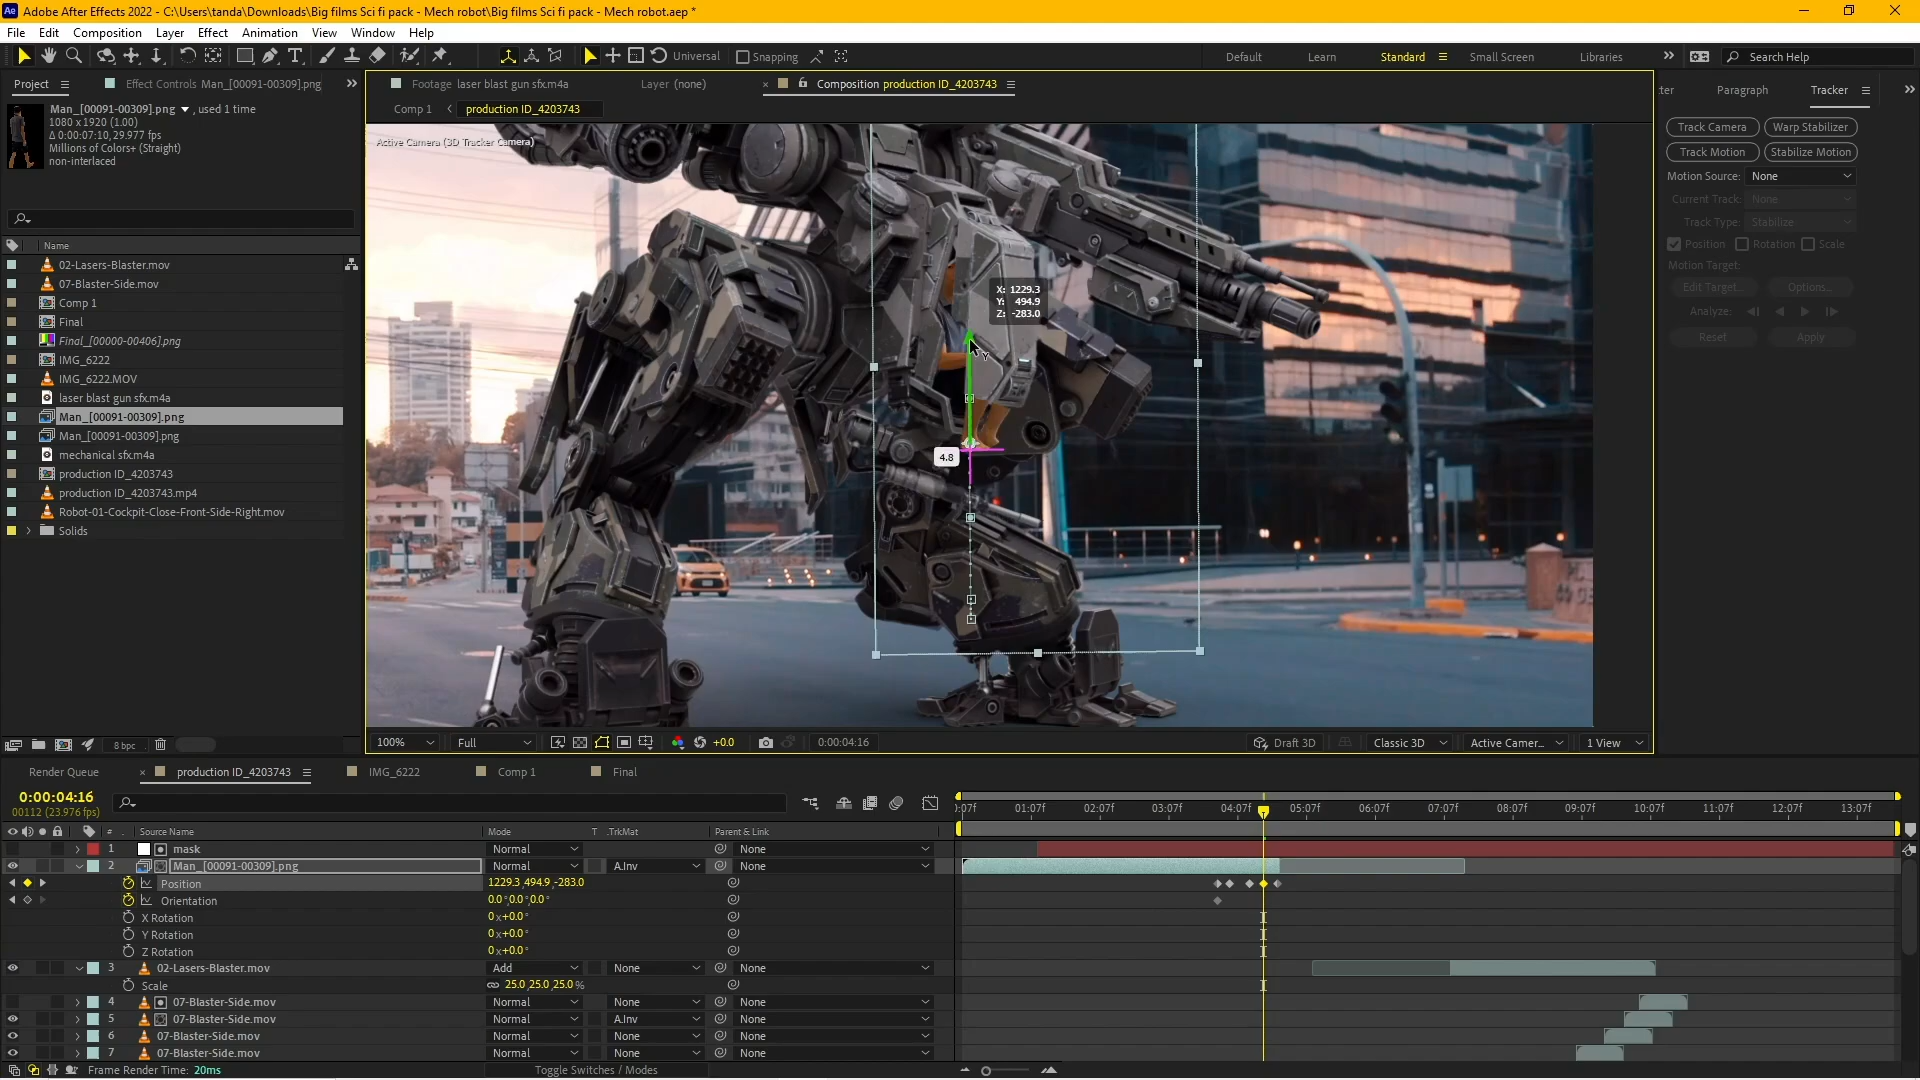 Adobe After Effects 2022 - C:\Users\tanda\Downloads\Big films Sci fi pack - Mech robot\Big films Sci fi pack - Mech robot.aep *
File Edit Composition Layer Effect Animation View Window Help
Universal Snapping Default Learn Standard Small Screen Libraries Search Help
Project Effect Controls Man_[00091-00309].png
Footage laser blast gun sfx.m4a Layer (none) Composition production ID_4203743
Paragraph Tracker
Man_[00091-00309].png , used 1 time
1080 x 1920 (1.00)
Δ 0:00:07:10, 29.977 fps
Millions of Colors+ (Straight)
non-interlaced
Comp 1 production ID_4203743
Active Camera (3D Tracker Camera)
Track Camera Warp Stabilizer
Track Motion Stabilize Motion
Motion Source: None
Current Track: None
Track Type: Stabilize
Position Rotation Scale
Motion Target:
Edit Target... Options...
Analyze:
Reset Apply
Name
02-Lasers-Blaster.mov
07-Blaster-Side.mov
Comp 1
Final
Final_[00000-00406].png
IMG_6222
IMG_6222.MOV
laser blast gun sfx.m4a
Man_[00091-00309].png
Man_[00091-00309].png
mechanical sfx.m4a
production ID_4203743
production ID_4203743.mp4
Robot-01-Cockpit-Close-Front-Side-Right.mov
Solids
X: 1229.3
Y: 494.9
Z: -283.0
Y
4.8
8 bpc
100% Full +0.0 0:00:04:16 Draft 3D Classic 3D Active Camer... 1 View
Render Queue production ID_4203743 IMG_6222 Comp 1 Final
0:00:04:16
00112 (23.976 fps)
01:07f 02:07f 03:07f 04:07f 05:07f 06:07f 07:07f 08:07f 09:07f 10:07f 11:07f 12:07f 13:07f
# Source Name Mode T .TrkMat Parent & Link
1 mask Normal None
2 Man_[00091-00309].png Normal A.Inv None
Position 1229.3,494.9,-283.0
Orientation 0.0°,0.0°,0.0°
X Rotation 0x+0.0°
Y Rotation 0x+0.0°
Z Rotation 0x+0.0°
3 02-Lasers-Blaster.mov Add None None
Scale 25.0,25.0,25.0%
4 07-Blaster-Side.mov Normal None None
5 07-Blaster-Side.mov Normal A.Inv None
6 07-Blaster-Side.mov Normal None None
7 07-Blaster-Side.mov Normal None None
Frame Render Time: 20ms Toggle Switches / Modes